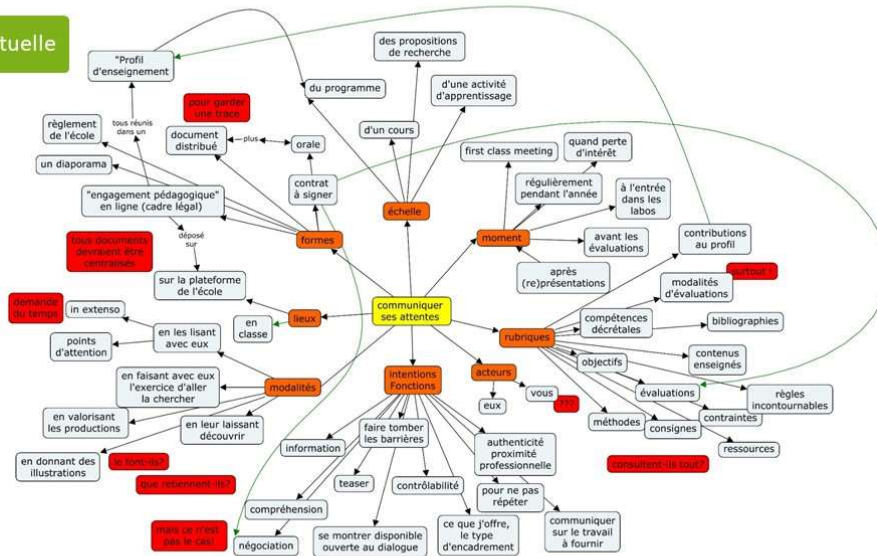 tuelle
"Profil
d'enseignement
tous réunis
dans un
règlement
de l'école
un diaporama
"engagement pédagogique"
en ligne (cadre légal)
pour garder
une trace
document
distribué
plus
orale
contrat
à signer
formes
tous documents
devraient être
centralisés
déposé
sur
sur la plateforme
de l'école
en
classe
lieux
des propositions
de recherche
du programme
d'une activité
d'apprentissage
d'un cours
échelle
first class meeting
quand perte
d'intérêt
régulièrement
pendant l'année
à l'entrée
dans les
labos
moment
avant les
évaluations
après
(re)présentations
communiquer
ses attentes
contributions
au profil
surtout !
modalités
d'évaluations
compétences
décrétales
bibliographies
rubriques
contenus
enseignés
objectifs
évaluations
règles
incontournables
méthodes
consignes
contraintes
ressources
consultent-ils tout?
demande
du temps
in extenso
en les lisant
avec eux
points
d'attention
en faisant avec eux
l'exercice d'aller
la chercher
modalités
en valorisant
les productions
en leur laissant
découvrir
en donnant des
illustrations
le font-ils?
que retiennent-ils?
mais ce n'est
pas le cas!
intentions
Fonctions
acteurs
eux
vous
???
information
faire tomber
les barrières
authenticité
proximité
professionnelle
teaser
contrôlabilité
pour ne pas
répéter
compréhension
négociation
se montrer disponible
ouverte au dialogue
ce que j'offre,
le type
d'encadrement
communiquer
sur le travail
à fournir